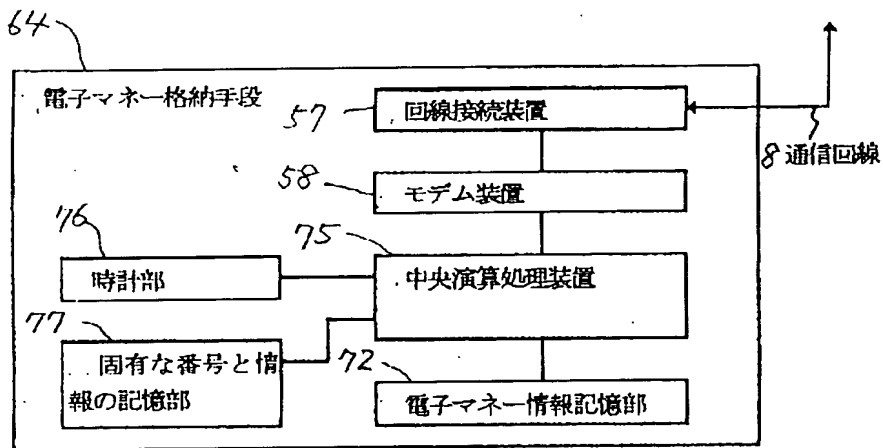 64
電子マネー格納手段
57
回線接続装置
8 通信回線
58
モデム装置
76
時計部
75
中央演算処理装置
77
固有な番号と情
報の記憶部
72
電子マネー情報記憶部